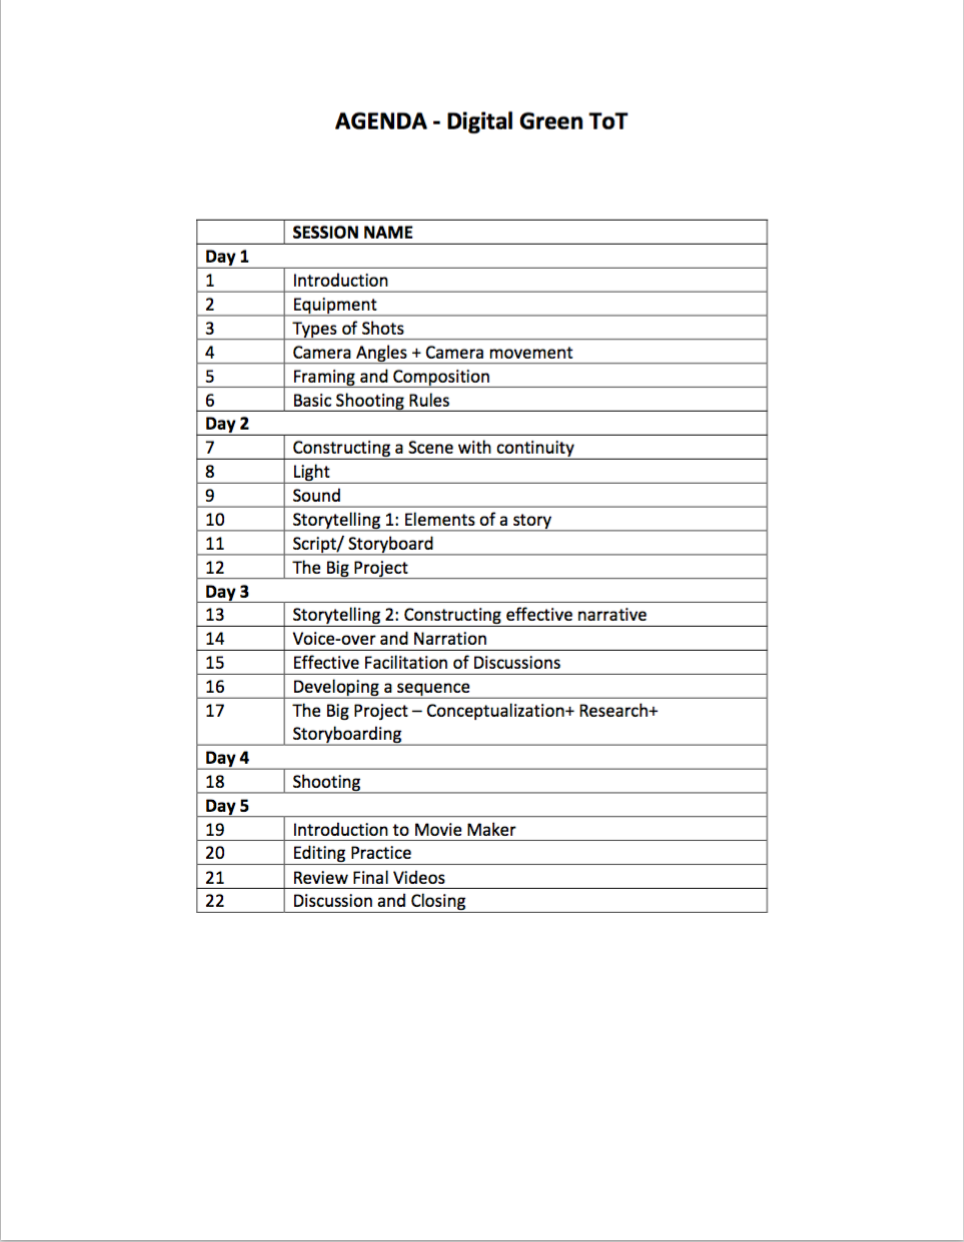 AGENDA - Digital Green ToT
SESSION NAME
Day 1
1 Introduction
2 Equipment
3 Types of Shots
4 Camera Angles + Camera movement
5 Framing and Composition
6 Basic Shooting Rules
Day 2
7 Constructing a Scene with continuity
8 Light
9 Sound
10 Storytelling 1: Elements of a story
11 Script/ Storyboard
12 The Big Project
Day 3
13 Storytelling 2: Constructing effective narrative
14 Voice-over and Narration
15 Effective Facilitation of Discussions
16 Developing a sequence
17 The Big Project – Conceptualization+ Research+
Storyboarding
Day 4
18 Shooting
Day 5
19 Introduction to Movie Maker
20 Editing Practice
21 Review Final Videos
22 Discussion and Closing